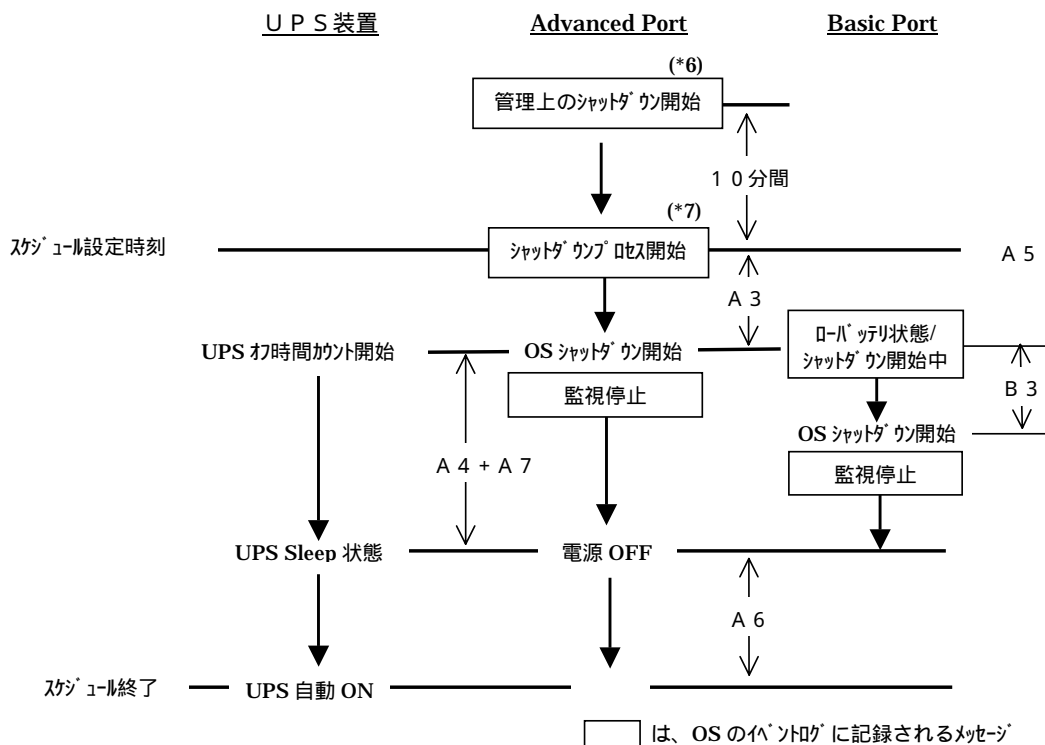 ＵＰＳ装置 Advanced Port Basic Port
(*6)
管理上のｼｬｯﾄﾀﾞｳﾝ開始
１０分間
(*7)
ｽｹｼﾞｭｰﾙ設定時刻
ｼｬｯﾄﾀﾞｳﾝﾌﾟﾛｾｽ開始
Ａ５
Ａ３
ﾛｰﾊﾞｯﾃﾘ状態/
ｼｬｯﾄﾀﾞｳﾝ開始中
UPS ｵﾌ時間ｶｳﾝﾄ開始
OS ｼｬｯﾄﾀﾞｳﾝ開始
監視停止
Ｂ３
OS ｼｬｯﾄﾀﾞｳﾝ開始
Ａ４＋Ａ７
監視停止
UPS Sleep 状態
電源 OFF
Ａ６
ｽｹｼﾞｭｰﾙ終了
UPS 自動 ON
は、OS のｲﾍﾞﾝﾄﾛｸﾞに記録されるﾒｯｾｰｼﾞ